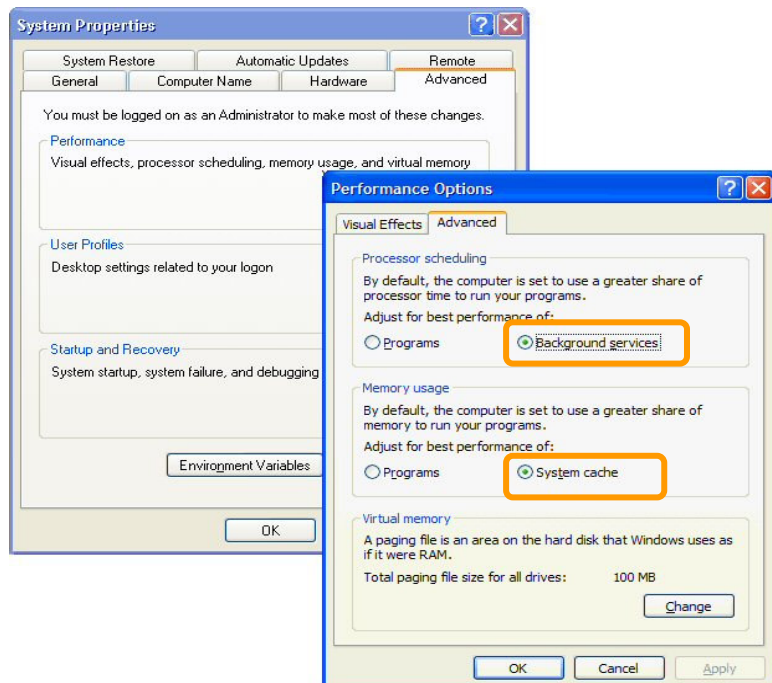 System Properties
System Restore Automatic Updates Remote
General Computer Name Hardware Advanced
You must be logged on as an Administrator to make most of these changes.
Performance
Visual effects, processor scheduling, memory usage, and virtual memory
User Profiles
Desktop settings related to your logon
Startup and Recovery
System startup, system failure, and debugging
Environment Variables
OK
Performance Options
Visual Effects Advanced
Processor scheduling
By default, the computer is set to use a greater share of
processor time to run your programs.
Adjust for best performance of:
Programs Background services
Memory usage
By default, the computer is set to use a greater share of
memory to run your programs.
Adjust for best performance of:
Programs System cache
Virtual memory
A paging file is an area on the hard disk that Windows uses as
if it were RAM.
Total paging file size for all drives: 100 MB
Change
OK Cancel Apply